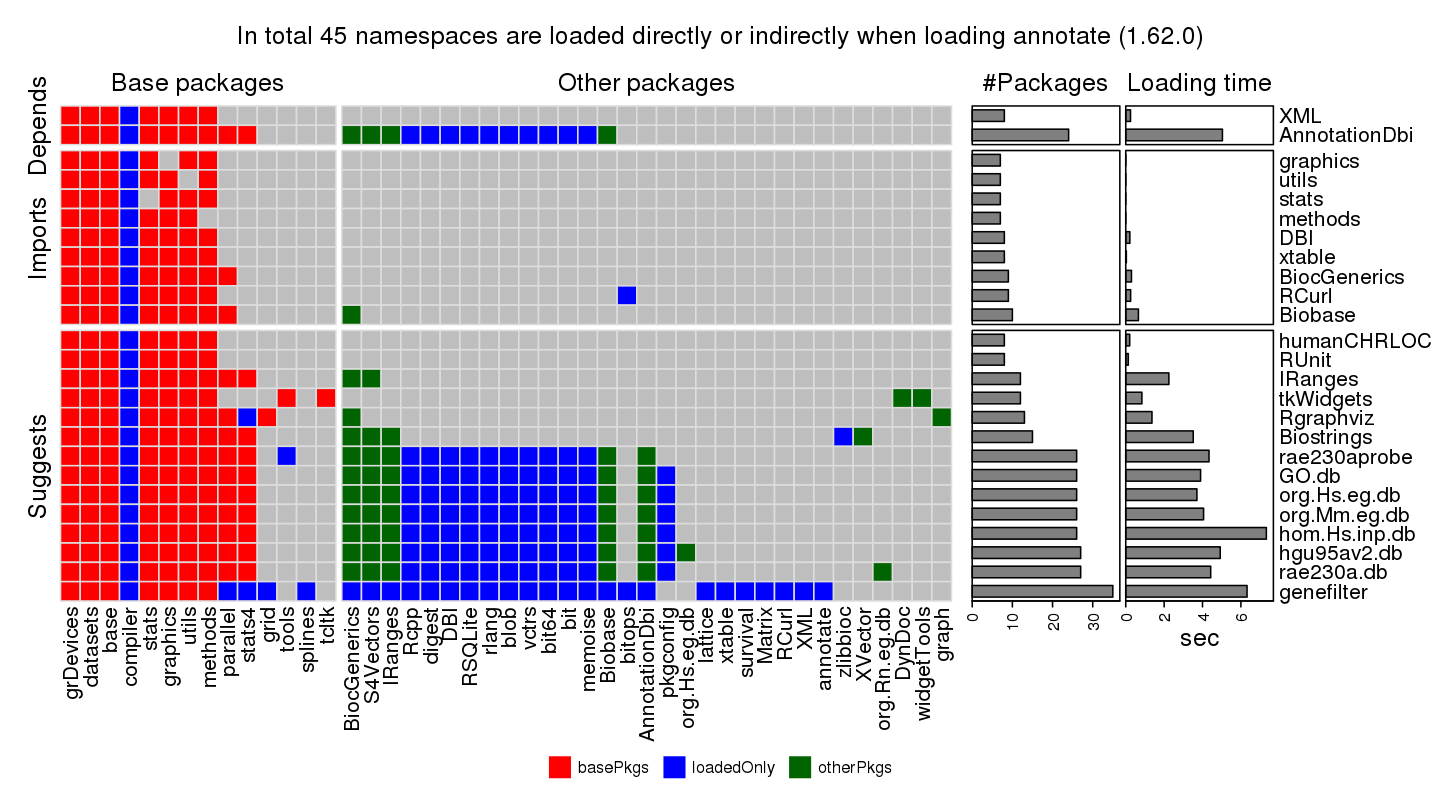 In total 45 namespaces are loaded directly or indirectly when loading annotate (1.62.0)
Base packages
Other packages
#Packages
Loading time
Depends
Imports
Suggests
XML
AnnotationDbi
graphics
utils
stats
methods
DBI
xtable
BiocGenerics
RCurl
Biobase
humanCHRLOC
RUnit
IRanges
tkWidgets
Rgraphviz
Biostrings
rae230aprobe
GO.db
org.Hs.eg.db
org.Mm.eg.db
hom.Hs.inp.db
hgu95av2.db
rae230a.db
genefilter
grDevices
datasets
base
compiler
stats
graphics
utils
methods
parallel
stats4
grid
tools
splines
tcltk
BiocGenerics
S4Vectors
IRanges
Rcpp
digest
DBI
RSQLite
rlang
blob
vctrs
bit64
bit
memoise
Biobase
bitops
AnnotationDbi
pkgconfig
org.Hs.eg.db
lattice
xtable
survival
Matrix
RCurl
XML
annotate
zlibbioc
XVector
org.Rn.eg.db
DynDoc
widgetTools
graph
0 10 20 30
0 2 4 6
sec
basePkgs loadedOnly otherPkgs